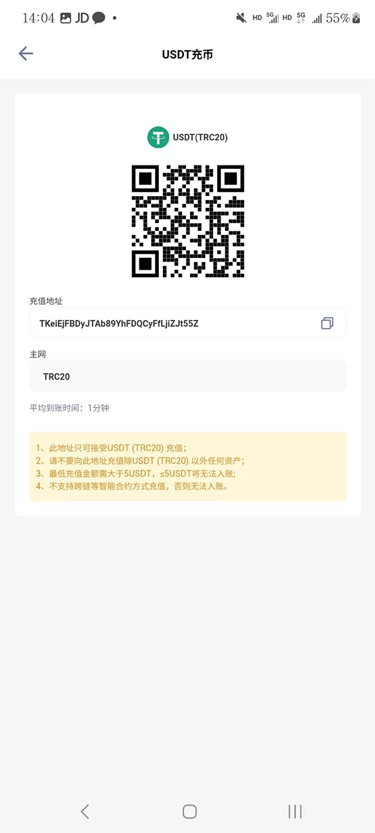 14:04 JD HD 5G HD 5G 55%
USDT充币
USDT(TRC20)
充值地址
TKeiEjFBDyJTAb89YhFDQCyFfLjiZJt55Z
主网
TRC20
平均到账时间：1分钟
1、此地址只可接受USDT (TRC20) 充值；
2、请不要向此地址充值除USDT (TRC20) 以外任何资产；
3、最低充值金额需大于5USDT，≤5USDT将无法入账;
4、不支持跨链等智能合约方式充值，否则无法入账。